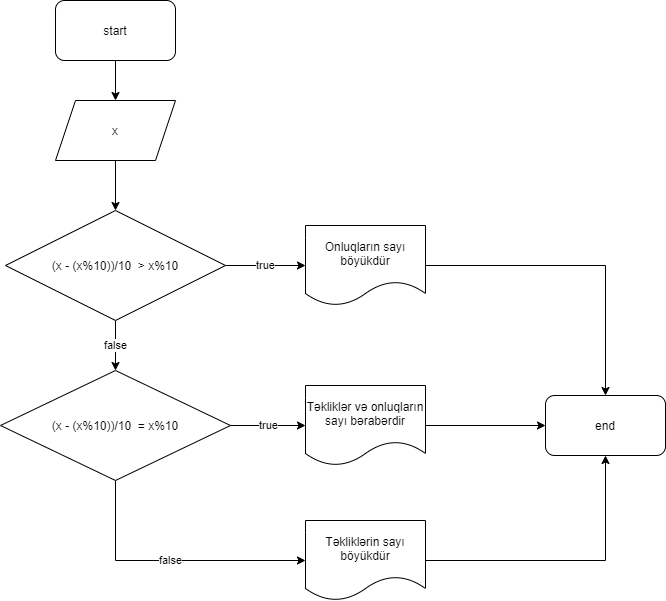 start
x
(x - (x%10))/10  > x%10
true
Onluqların sayı
böyükdür
false
(x - (x%10))/10  = x%10
true
Təkliklər və onluqların
sayı bərabərdir
end
false
Təkliklərin sayı
böyükdür